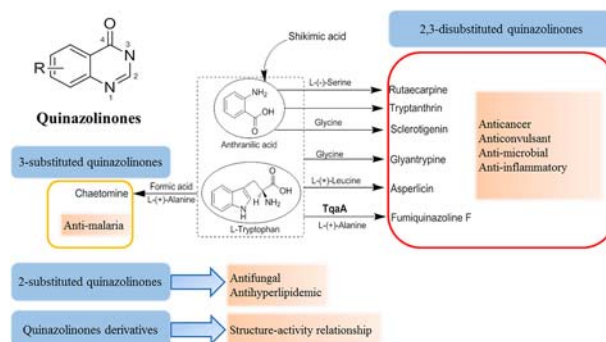 Shikimic acid
2,3-disubstituted quinazolinones
O
4
3
N
R
2
N
1
Quinazolinones
NH₂
OH
O
Anthranilic acid
L-(-)-Serine
Rutaecarpine
Tryptanthrin
Glycine
Sclerotigenin
Glycine
Glyantrypine
L-(+)-Leucine
Asperlicin
TqaA
L-(+)-Alanine
Fumiquinazoline F
Anticancer
Anticonvulsant
Anti-microbial
Anti-inflammatory
3-substituted quinazolinones
Chaetomine
Formic acid
L-(+)-Alanine
Anti-malaria
O
OH
H
NH₂
N
H
L-Tryptophan
2-substituted quinazolinones
Antifungal
Antihyperlipidemic
Quinazolinones derivatives
Structure-activity relationship